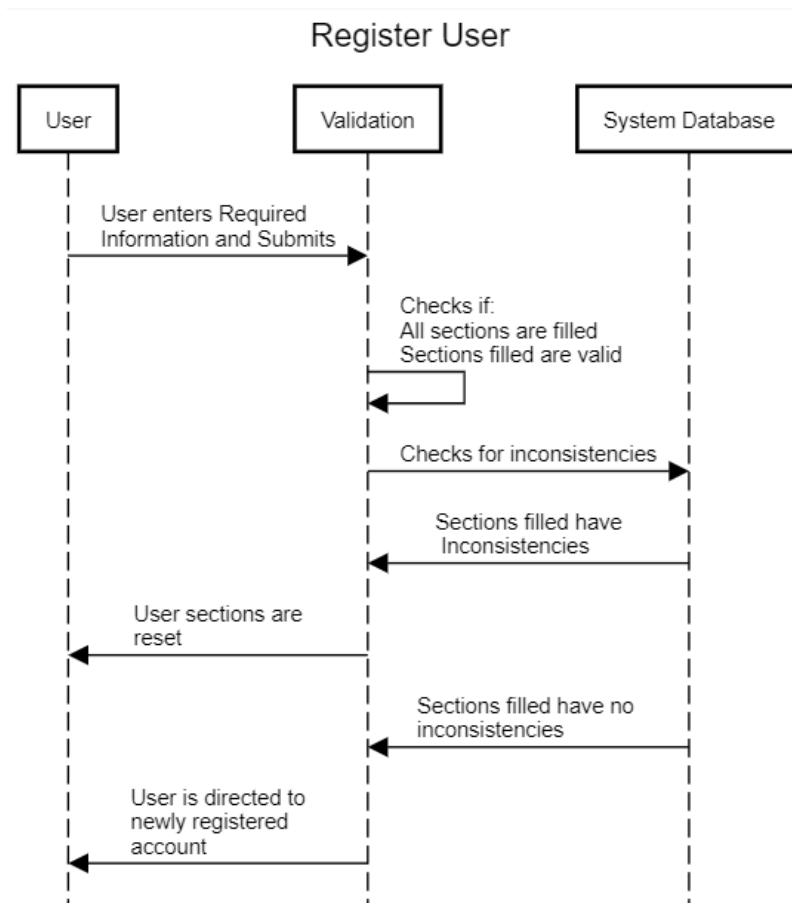 Register User
User
Validation
System Database
User enters Required
Information and Submits
Checks if:
All sections are filled
Sections filled are valid
Checks for inconsistencies
Sections filled have
Inconsistencies
User sections are
reset
Sections filled have no
inconsistencies
User is directed to
newly registered
account